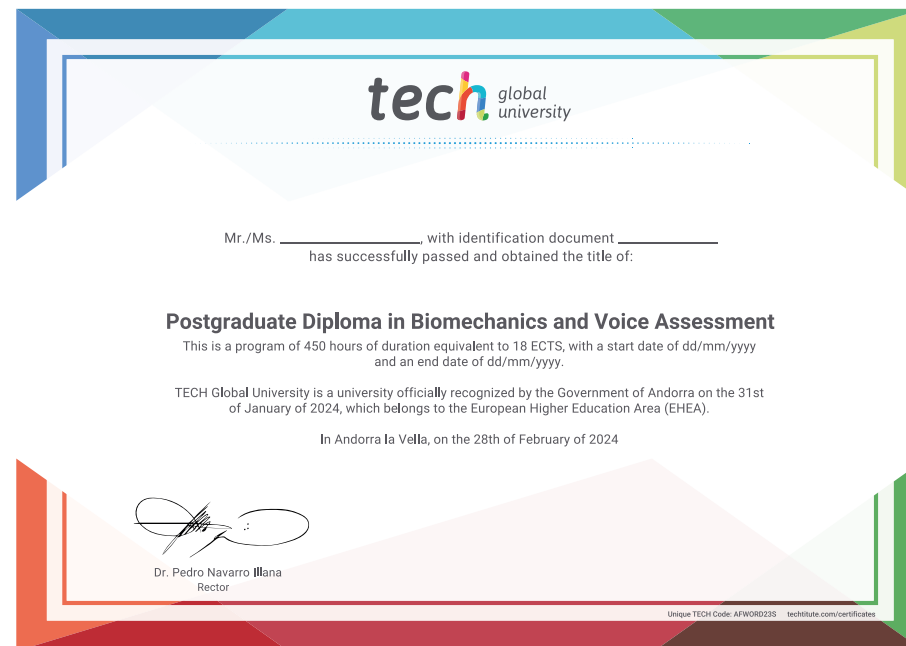 tech global
university
Mr./Ms. ____________, with identification document ____________
has successfully passed and obtained the title of:
Postgraduate Diploma in Biomechanics and Voice Assessment
This is a program of 450 hours of duration equivalent to 18 ECTS, with a start date of dd/mm/yyyy
and an end date of dd/mm/yyyy.
TECH Global University is a university officially recognized by the Government of Andorra on the 31st
of January of 2024, which belongs to the European Higher Education Area (EHEA).
In Andorra la Vella, on the 28th of February of 2024
Dr. Pedro Navarro Illana
Rector
Unique TECH Code: AFWORD23S techtitute.com/certificates